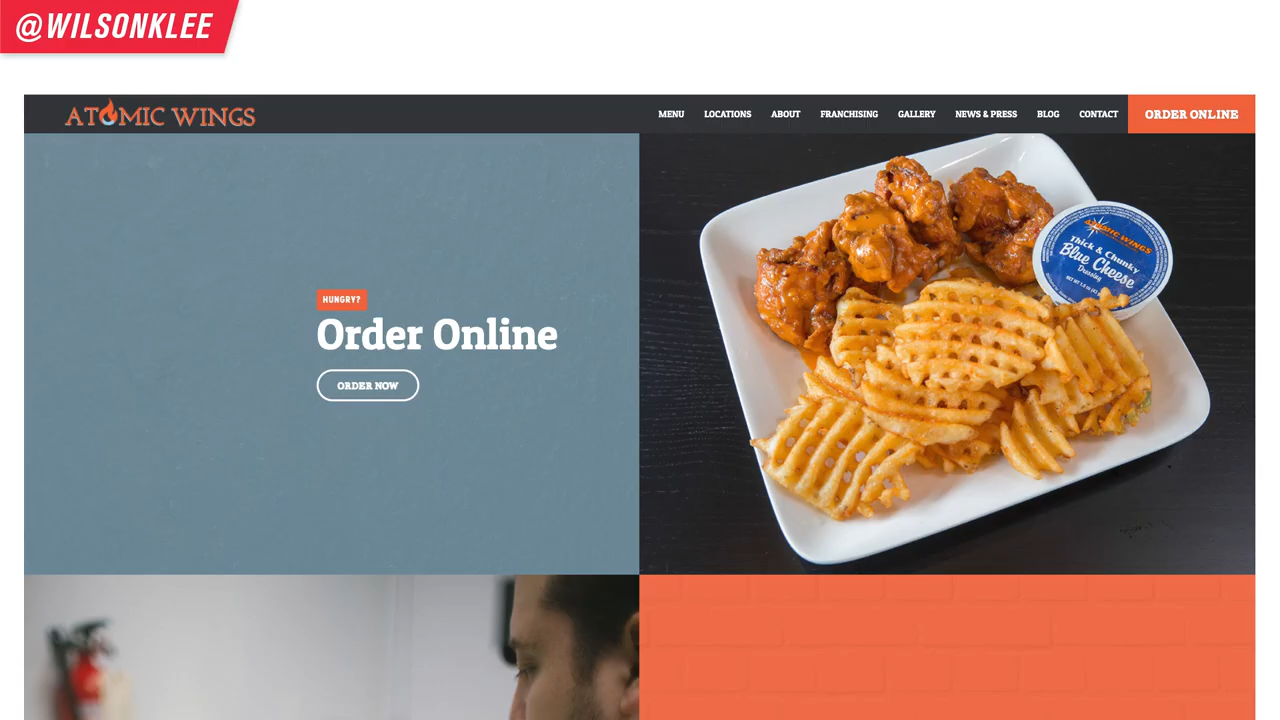 @WILSONKLEE
ATOMIC WINGS
MENU LOCATIONS ABOUT FRANCHISING GALLERY NEWS & PRESS BLOG CONTACT ORDER ONLINE
HUNGRY?
Order Online
ORDER NOW
ATOMIC WINGS
Thick & Chunky
Blue Cheese
Dressing